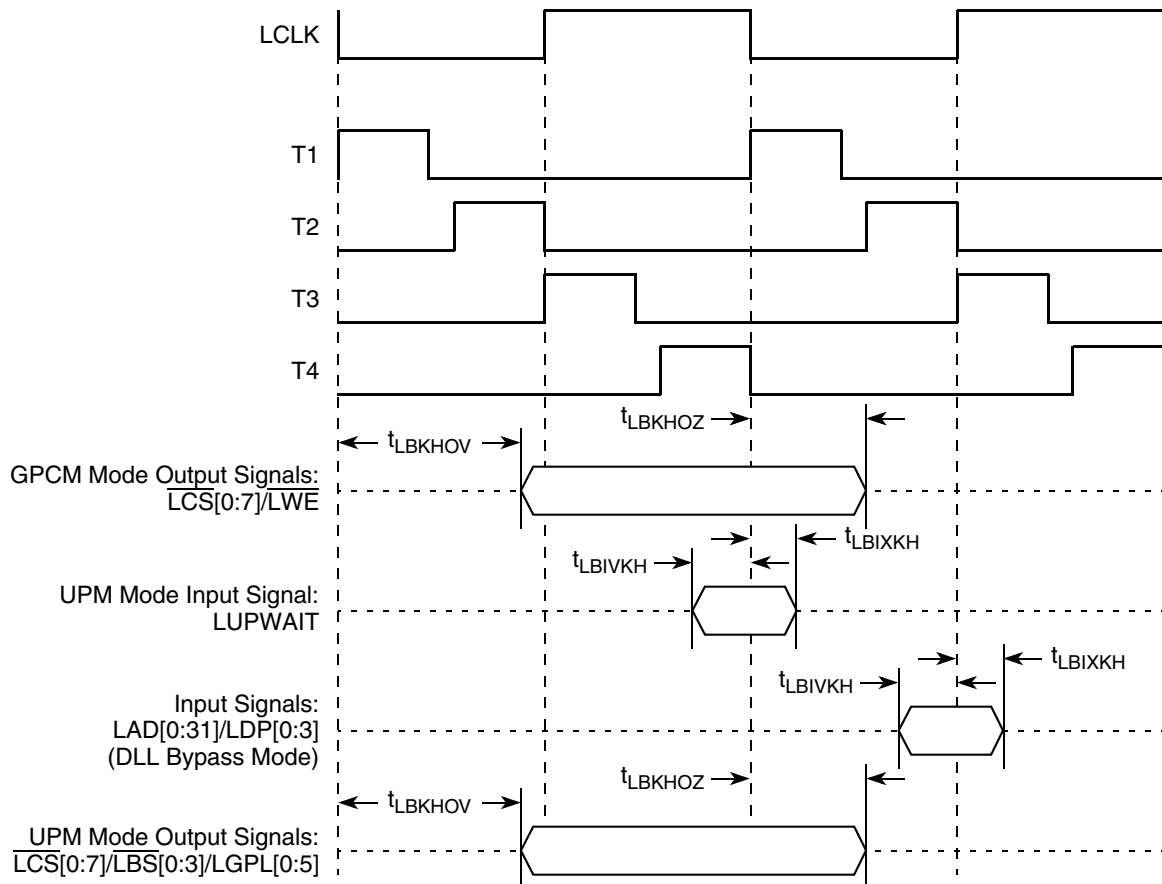 LCLK
T1
T2
T3
T4
tLBKHOZ
tLBKHOV
GPCM Mode Output Signals:
LCS[0:7]/LWE
tLBIXKH
tLBIVKH
UPM Mode Input Signal:
LUPWAIT
tLBIXKH
tLBIVKH
Input Signals:
LAD[0:31]/LDP[0:3]
(DLL Bypass Mode)
tLBKHOZ
tLBKHOV
UPM Mode Output Signals:
LCS[0:7]/LBS[0:3]/LGPL[0:5]